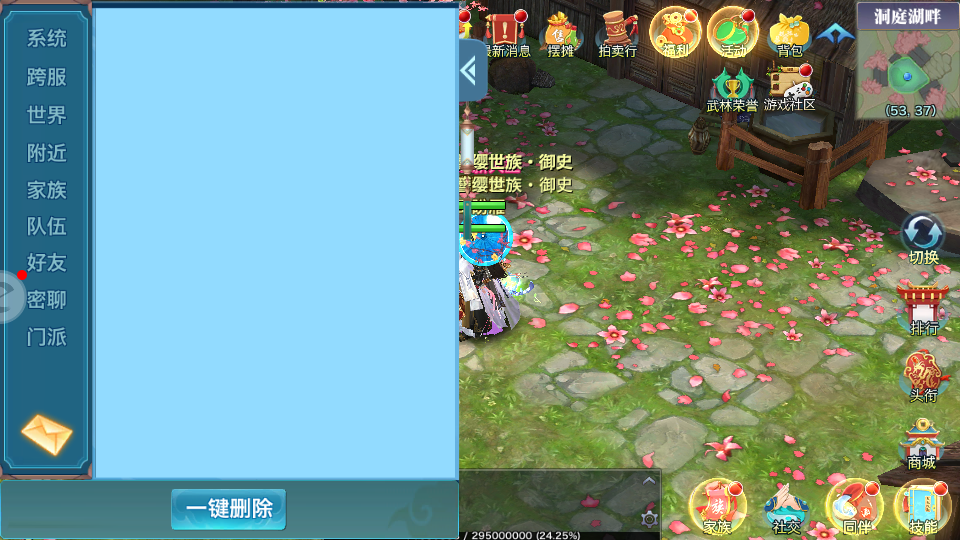 系统
跨服
世界
附近
家族
队伍
好友
密聊
门派
一键删除
最新消息
摆摊
售
拍卖行
福利
活动
背包
武林荣誉
游戏社区
洞庭湖畔
(53, 37)
缨世族·御史
缨世族·御史
切换
排行
头衔
商城
族
家族
社交
同伴
技能
/ 295000000 (24.25%)